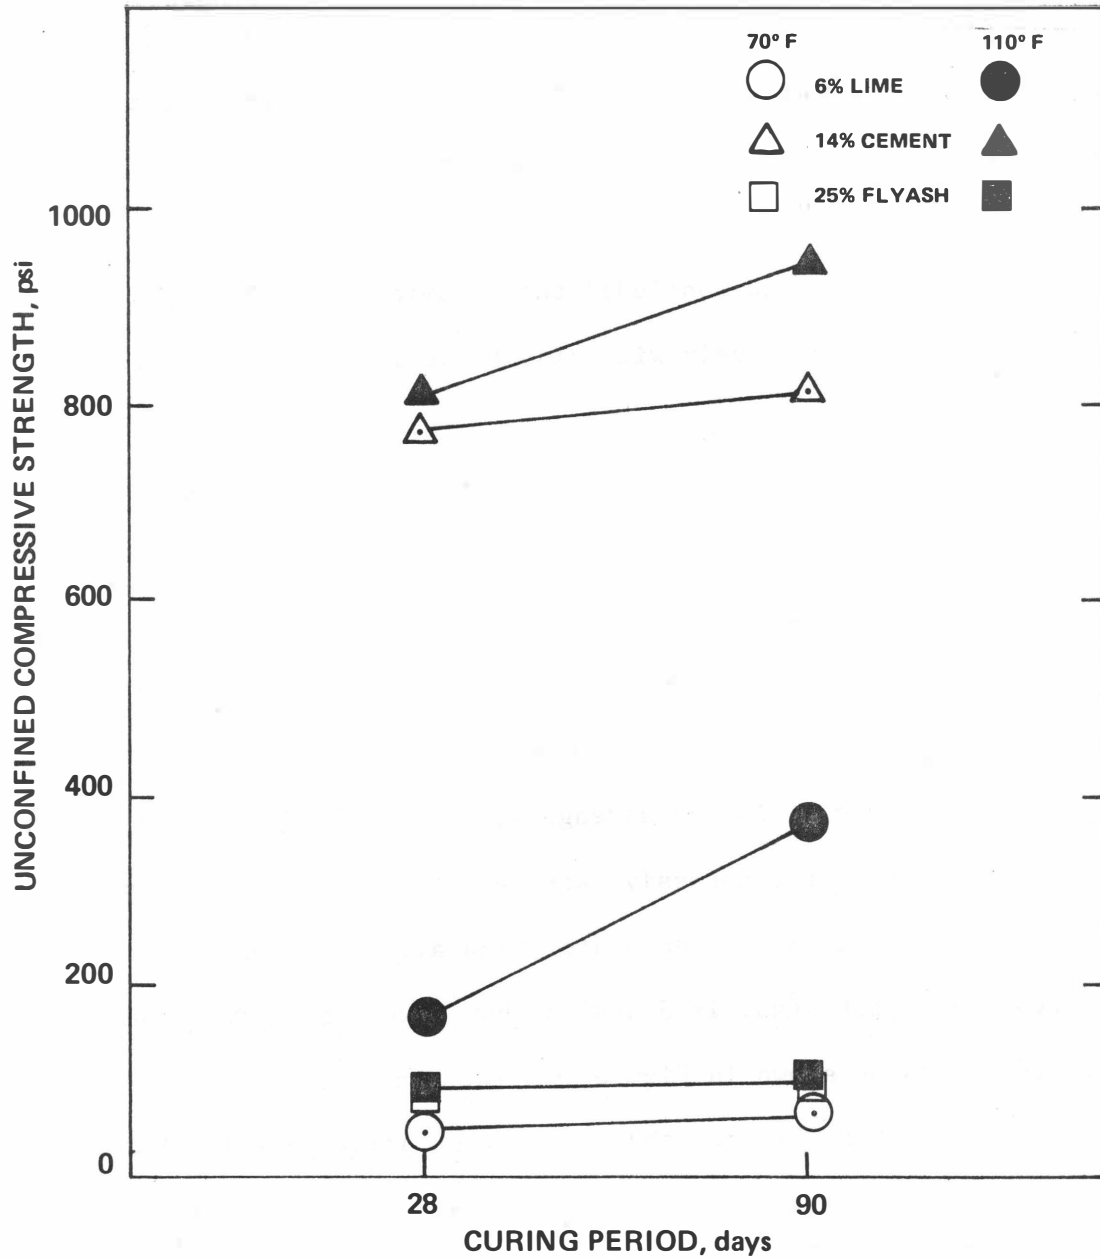 70° F 110° F
6% LIME
14% CEMENT
25% FLYASH
1000
800
600
400
200
0
UNCONFINED COMPRESSIVE STRENGTH, psi
28 90
CURING PERIOD, days